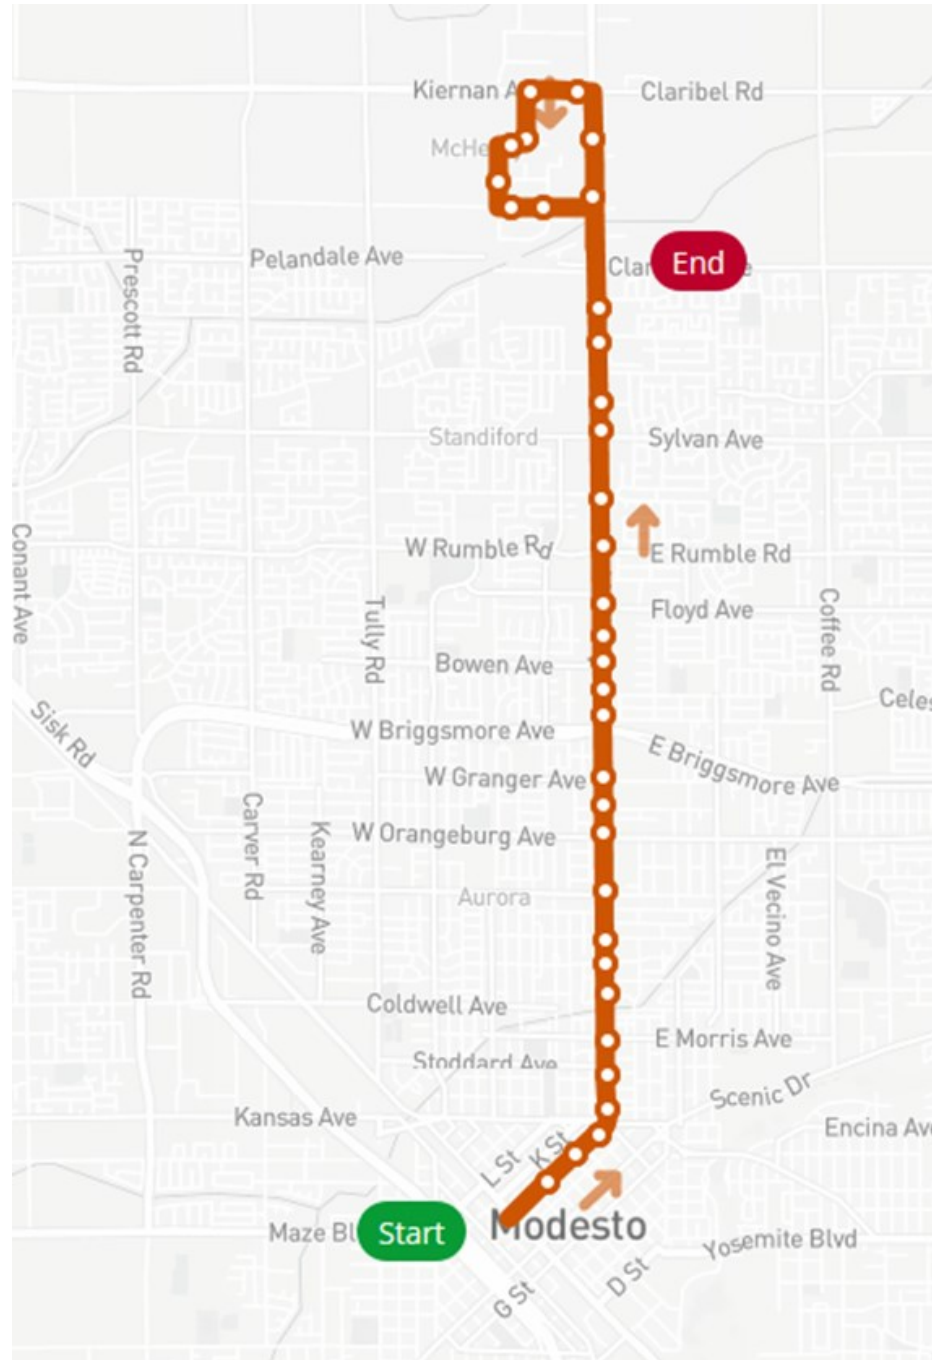 Kiernan A
Claribel Rd
McHe
Pelandale Ave
Clar
End
e
Prescott Rd
Standiford
Sylvan Ave
Conant Ave
W Rumble Rd
E Rumble Rd
Tully Rd
Floyd Ave
Coffee Rd
Bowen Ave
Celes
Sisk Rd
W Briggsmore Ave
E Briggsmore Ave
W Granger Ave
Carver Rd
Kearney Ave
W Orangeburg Ave
N Carpenter Rd
El Vecino Ave
Aurora
Coldwell Ave
E Morris Ave
Stoddard Ave
Scenic Dr
Kansas Ave
Encina Ave
L St
K St
Maze Bl
Start
Modesto
Yosemite Blvd
G St
D St